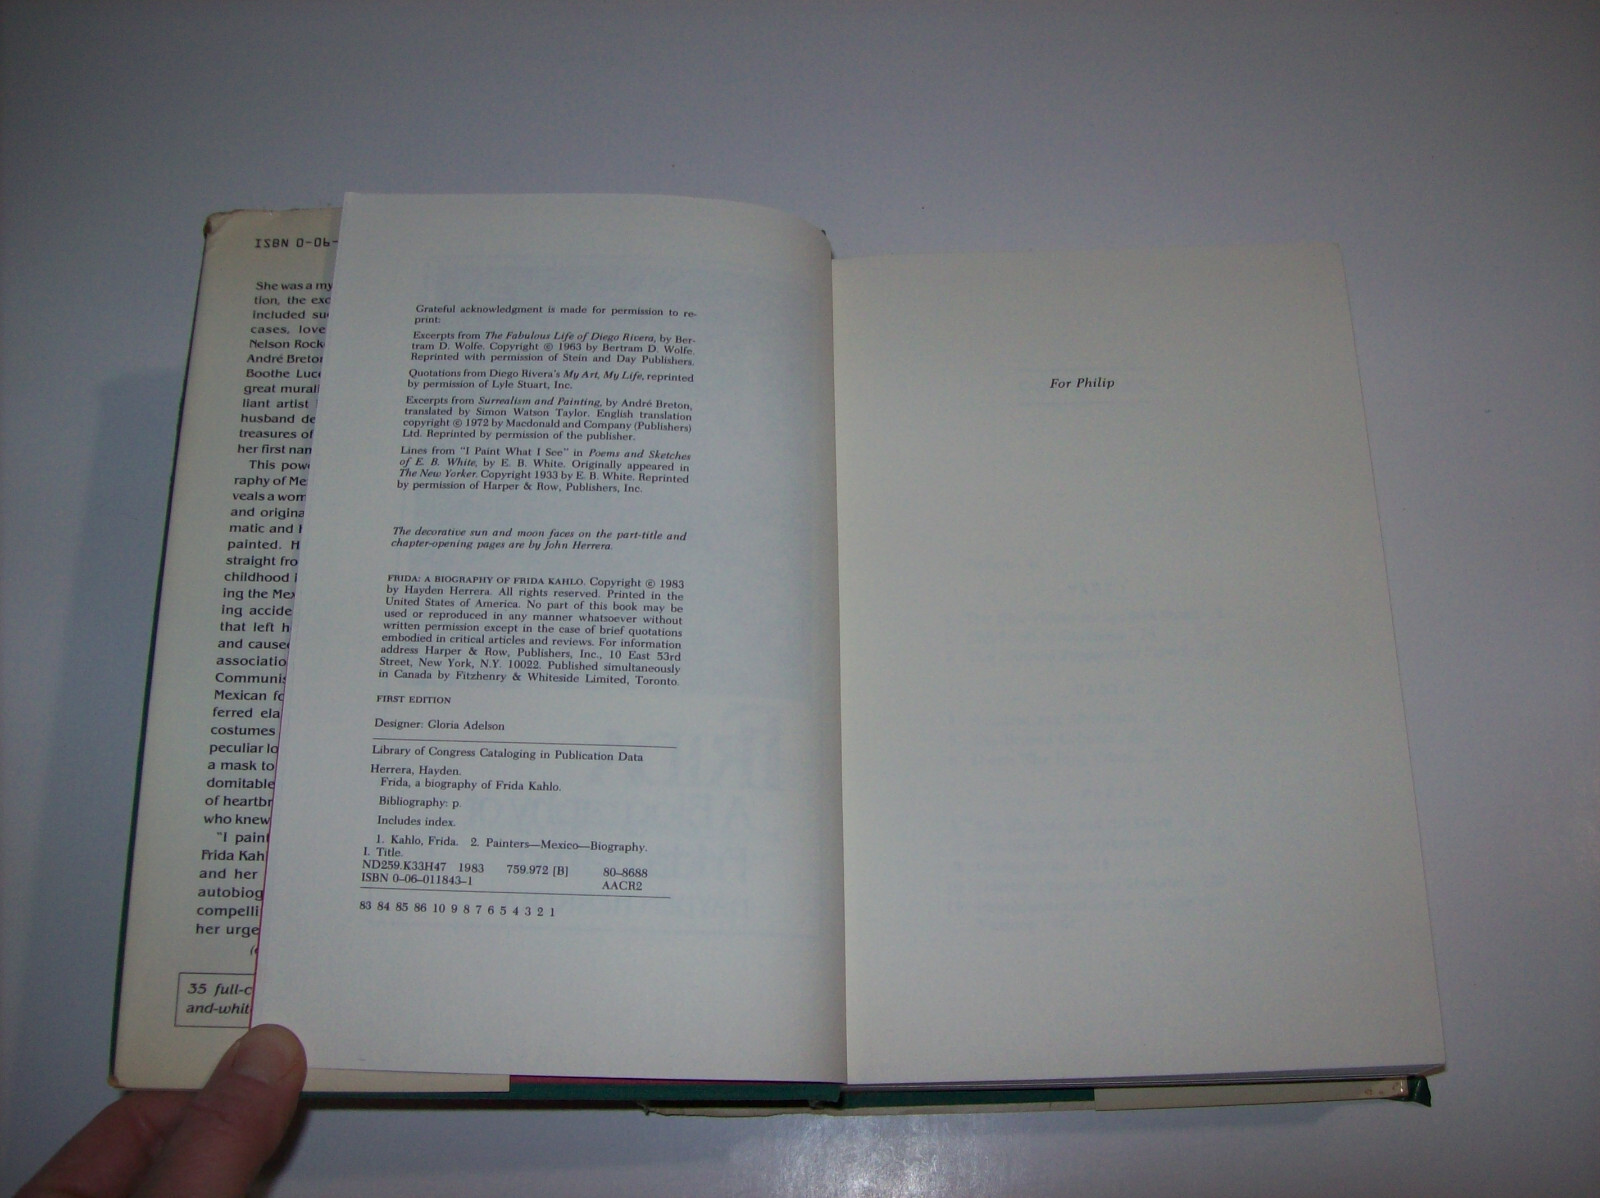 ISBN 0-06-
She was a my
tion, the exc
included su
cases, love
Nelson Rock
André Breto
Boothe Luc
great mural
liant artist
husband de
treasures of
her first nam
This pow
raphy of Me
veals a wom
and origina
matic and h
painted. H
straight fro
childhood
ing the Mex
ing accide
that left h
and cause
associatio
Communis
Mexican fo
ferred ela
costumes
peculiar lo
a mask to
domitable
of heartbr
who knew
"I paint
Frida Kah
and her
autobiog
compelli
her urge
35 full-c
and-whit
Grateful acknowledgment is made for permission to re-
print:
Excerpts from The Fabulous Life of Diego Rivera, by Ber-
tram D. Wolfe. Copyright © 1963 by Bertram D. Wolfe.
Reprinted with permission of Stein and Day Publishers.
Quotations from Diego Rivera's My Art, My Life, reprinted
by permission of Lyle Stuart, Inc.
Excerpts from Surrealism and Painting, by André Breton,
translated by Simon Watson Taylor. English translation
copyright © 1972 by Macdonald and Company (Publishers)
Ltd. Reprinted by permission of the publisher.
Lines from "I Paint What I See" in Poems and Sketches
of E. B. White, by E. B. White. Originally appeared in
The New Yorker. Copyright 1933 by E. B. White. Reprinted
by permission of Harper & Row, Publishers, Inc.
The decorative sun and moon faces on the part-title and
chapter-opening pages are by John Herrera.
FRIDA: A BIOGRAPHY OF FRIDA KAHLO. Copyright © 1983
by Hayden Herrera. All rights reserved. Printed in the
United States of America. No part of this book may be
used or reproduced in any manner whatsoever without
written permission except in the case of brief quotations
embodied in critical articles and reviews. For information
address Harper & Row, Publishers, Inc., 10 East 53rd
Street, New York, N.Y. 10022. Published simultaneously
in Canada by Fitzhenry & Whiteside Limited, Toronto.
FIRST EDITION
Designer: Gloria Adelson
Library of Congress Cataloging in Publication Data
Herrera, Hayden.
Frida, a biography of Frida Kahlo.
Bibliography: p.
Includes index.
1. Kahlo, Frida. 2. Painters—Mexico—Biography.
I. Title.
ND259.K33H47 1983 759.972 [B] 80-8688
ISBN 0-06-011843-1 AACR2
83 84 85 86 10 9 8 7 6 5 4 3 2 1
For Philip